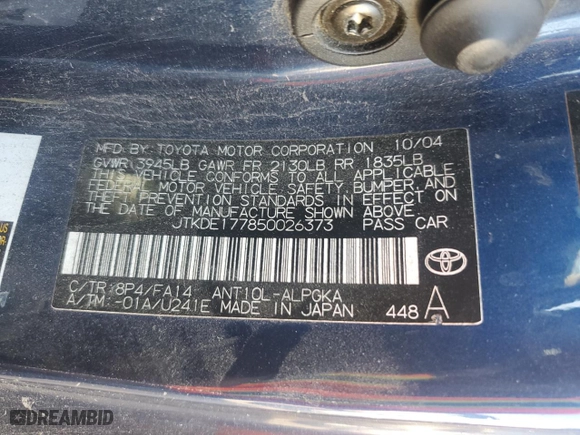 MFD.BY TOYOTA MOTOR CORPORATION 10/04
GVWR 3945LB GAWR FR 2130LB RR 1835LB
THIS VEHICLE CONFORMS TO ALL APPLICABLE
FEDERAL MOTOR VEHICLE SAFETY, BUMPER, AND
THEFT PREVENTION STANDARDS IN EFFECT ON
THE DATE OF MANUFACTURE SHOWN ABOVE.
JTKDE177850026373 PASS CAR
C/TR:8P4/FA14 ANT10L-ALPGKA
A/TM:-01A/U241E MADE IN JAPAN 448 A
DREAMBID